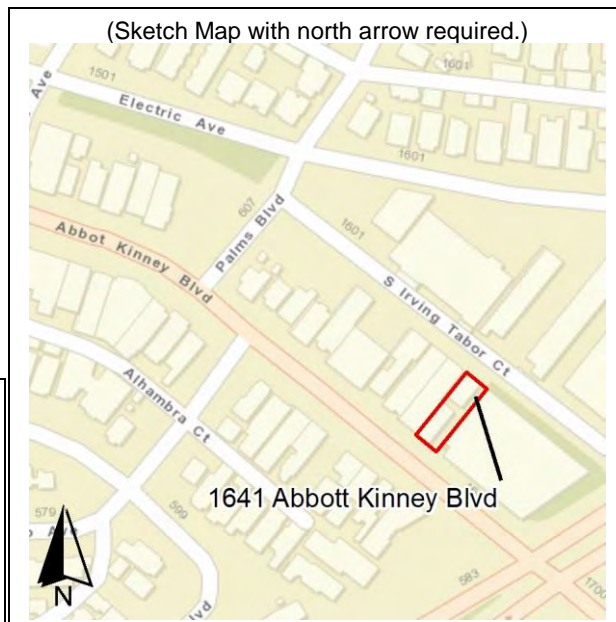 (Sketch Map with north arrow required.)
1501
1601
Ave
Electric Ave
1601
607
Palms Blvd
1601
Abbot Kinney Blvd
S Irving Tabor Ct
Alhambra Ct
1641 Abbott Kinney Blvd
579
Ave
599
583
1700
N